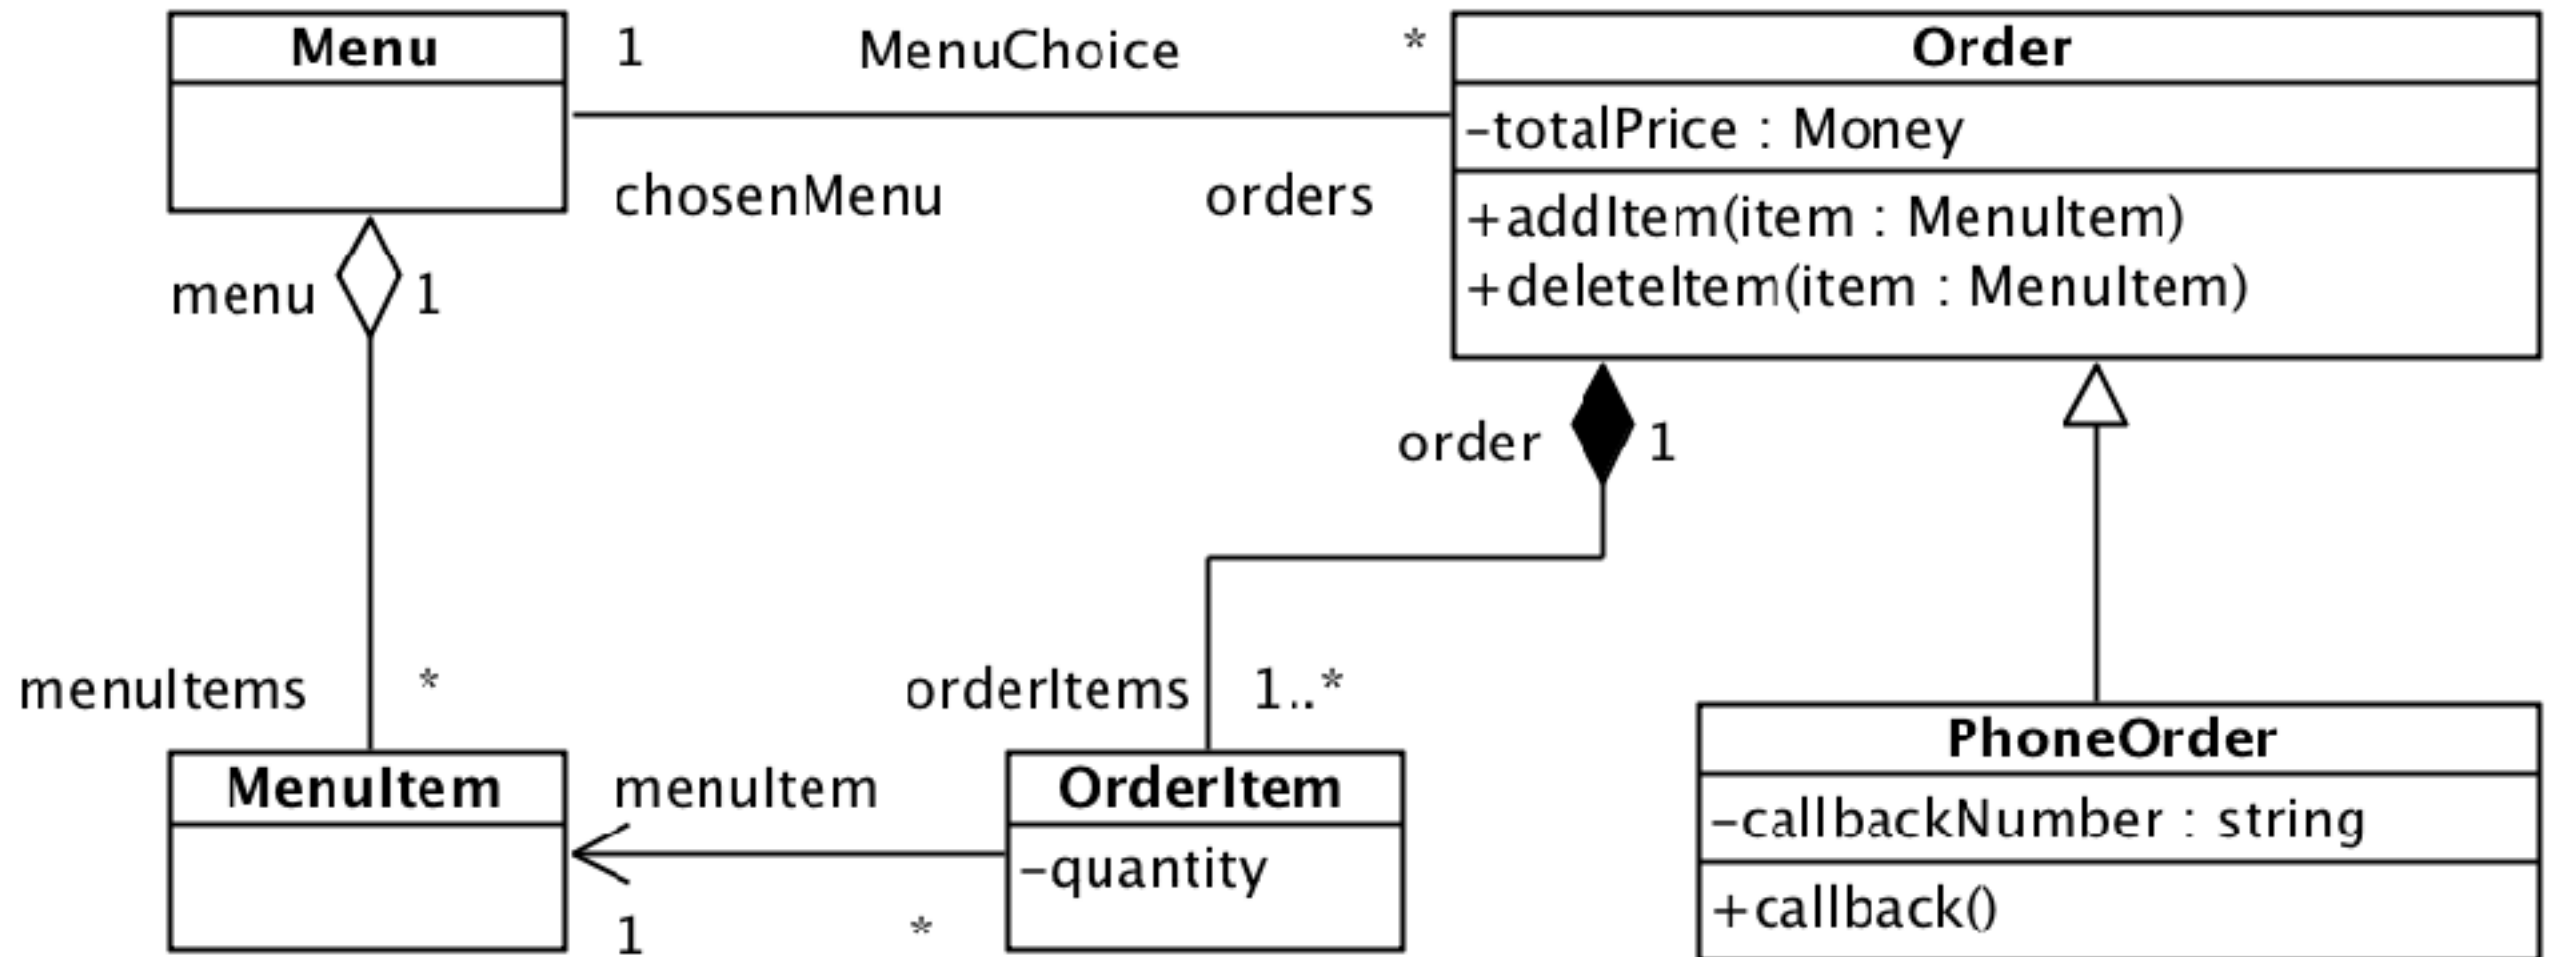 Menu
1 MenuChoice *
chosenMenu orders
Order
-totalPrice : Money
+addItem(item : MenuItem)
+deleteItem(item : MenuItem)
menu 1
order 1
menuItems *
orderItems 1..*
MenuItem
menuItem
1 *
OrderItem
-quantity
PhoneOrder
-callbackNumber : string
+callback()